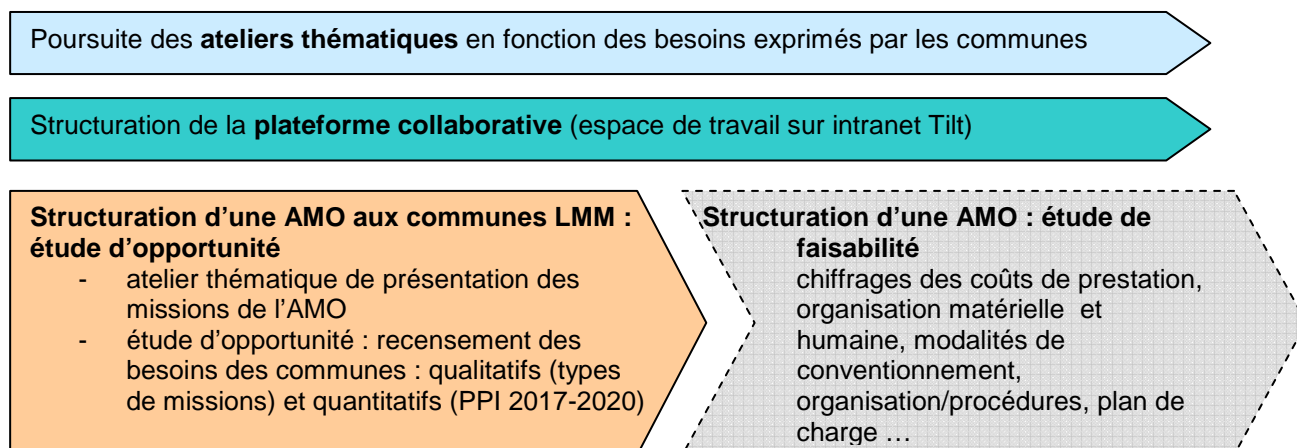 Poursuite des ateliers thématiques en fonction des besoins exprimés par les communes
Structuration de la plateforme collaborative (espace de travail sur intranet Tilt)
Structuration d'une AMO aux communes LMM :
étude d'opportunité
- atelier thématique de présentation des
missions de l'AMO
- étude d'opportunité : recensement des
besoins des communes : qualitatifs (types
de missions) et quantitatifs (PPI 2017-2020)
Structuration d'une AMO : étude de
faisabilité
chiffrages des coûts de prestation,
organisation matérielle et
humaine, modalités de
conventionnement,
organisation/procédures, plan de
charge …